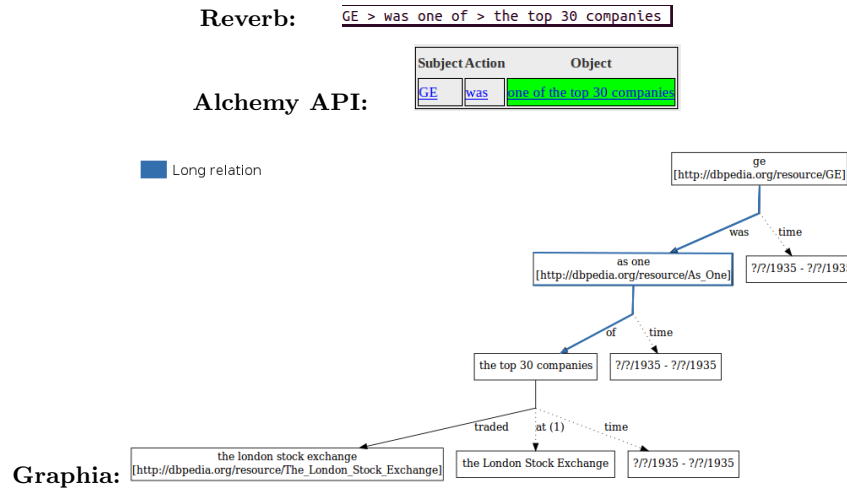 Reverb:
GE > was one of > the top 30 companies
Subject Action Object
Alchemy API:
GE was one of the top 30 companies
Long relation
ge
[http://dbpedia.org/resource/GE]
was time
as one
[http://dbpedia.org/resource/As_One]
?/?/1935 - ?/?/1935
of time
the top 30 companies
?/?/1935 - ?/?/1935
traded at (1) time
the london stock exchange
[http://dbpedia.org/resource/The_London_Stock_Exchange]
the London Stock Exchange
?/?/1935 - ?/?/1935
Graphia: